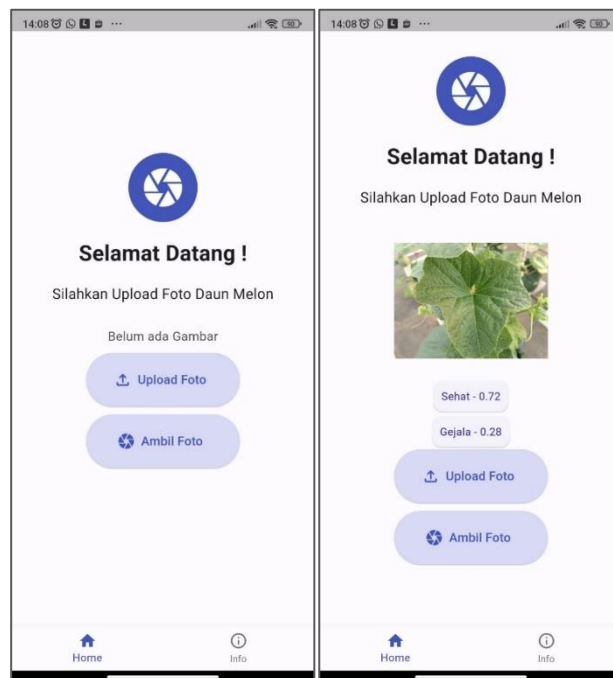 14:08
90
Selamat Datang !
Silahkan Upload Foto Daun Melon
Belum ada Gambar
Upload Foto
Ambil Foto
Home
Info
14:08
90
Selamat Datang !
Silahkan Upload Foto Daun Melon
Sehat - 0.72
Gejala - 0.28
Upload Foto
Ambil Foto
Home
Info